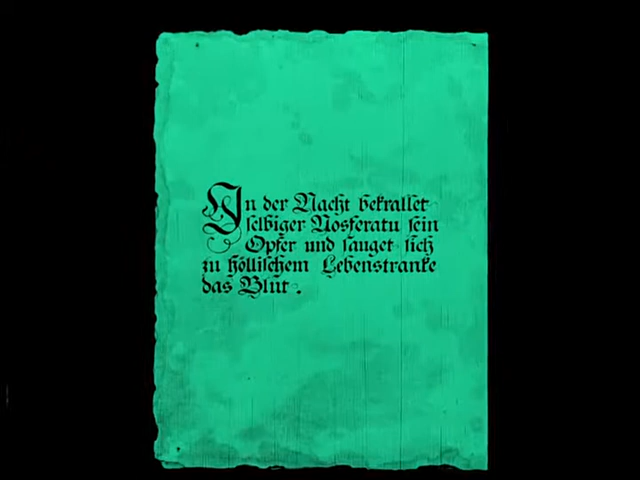 In der Nacht bekrallet
selbiger Nosferatu sein
Opfer und sauget sich
zu höllischem Lebenstranke
das Blut.